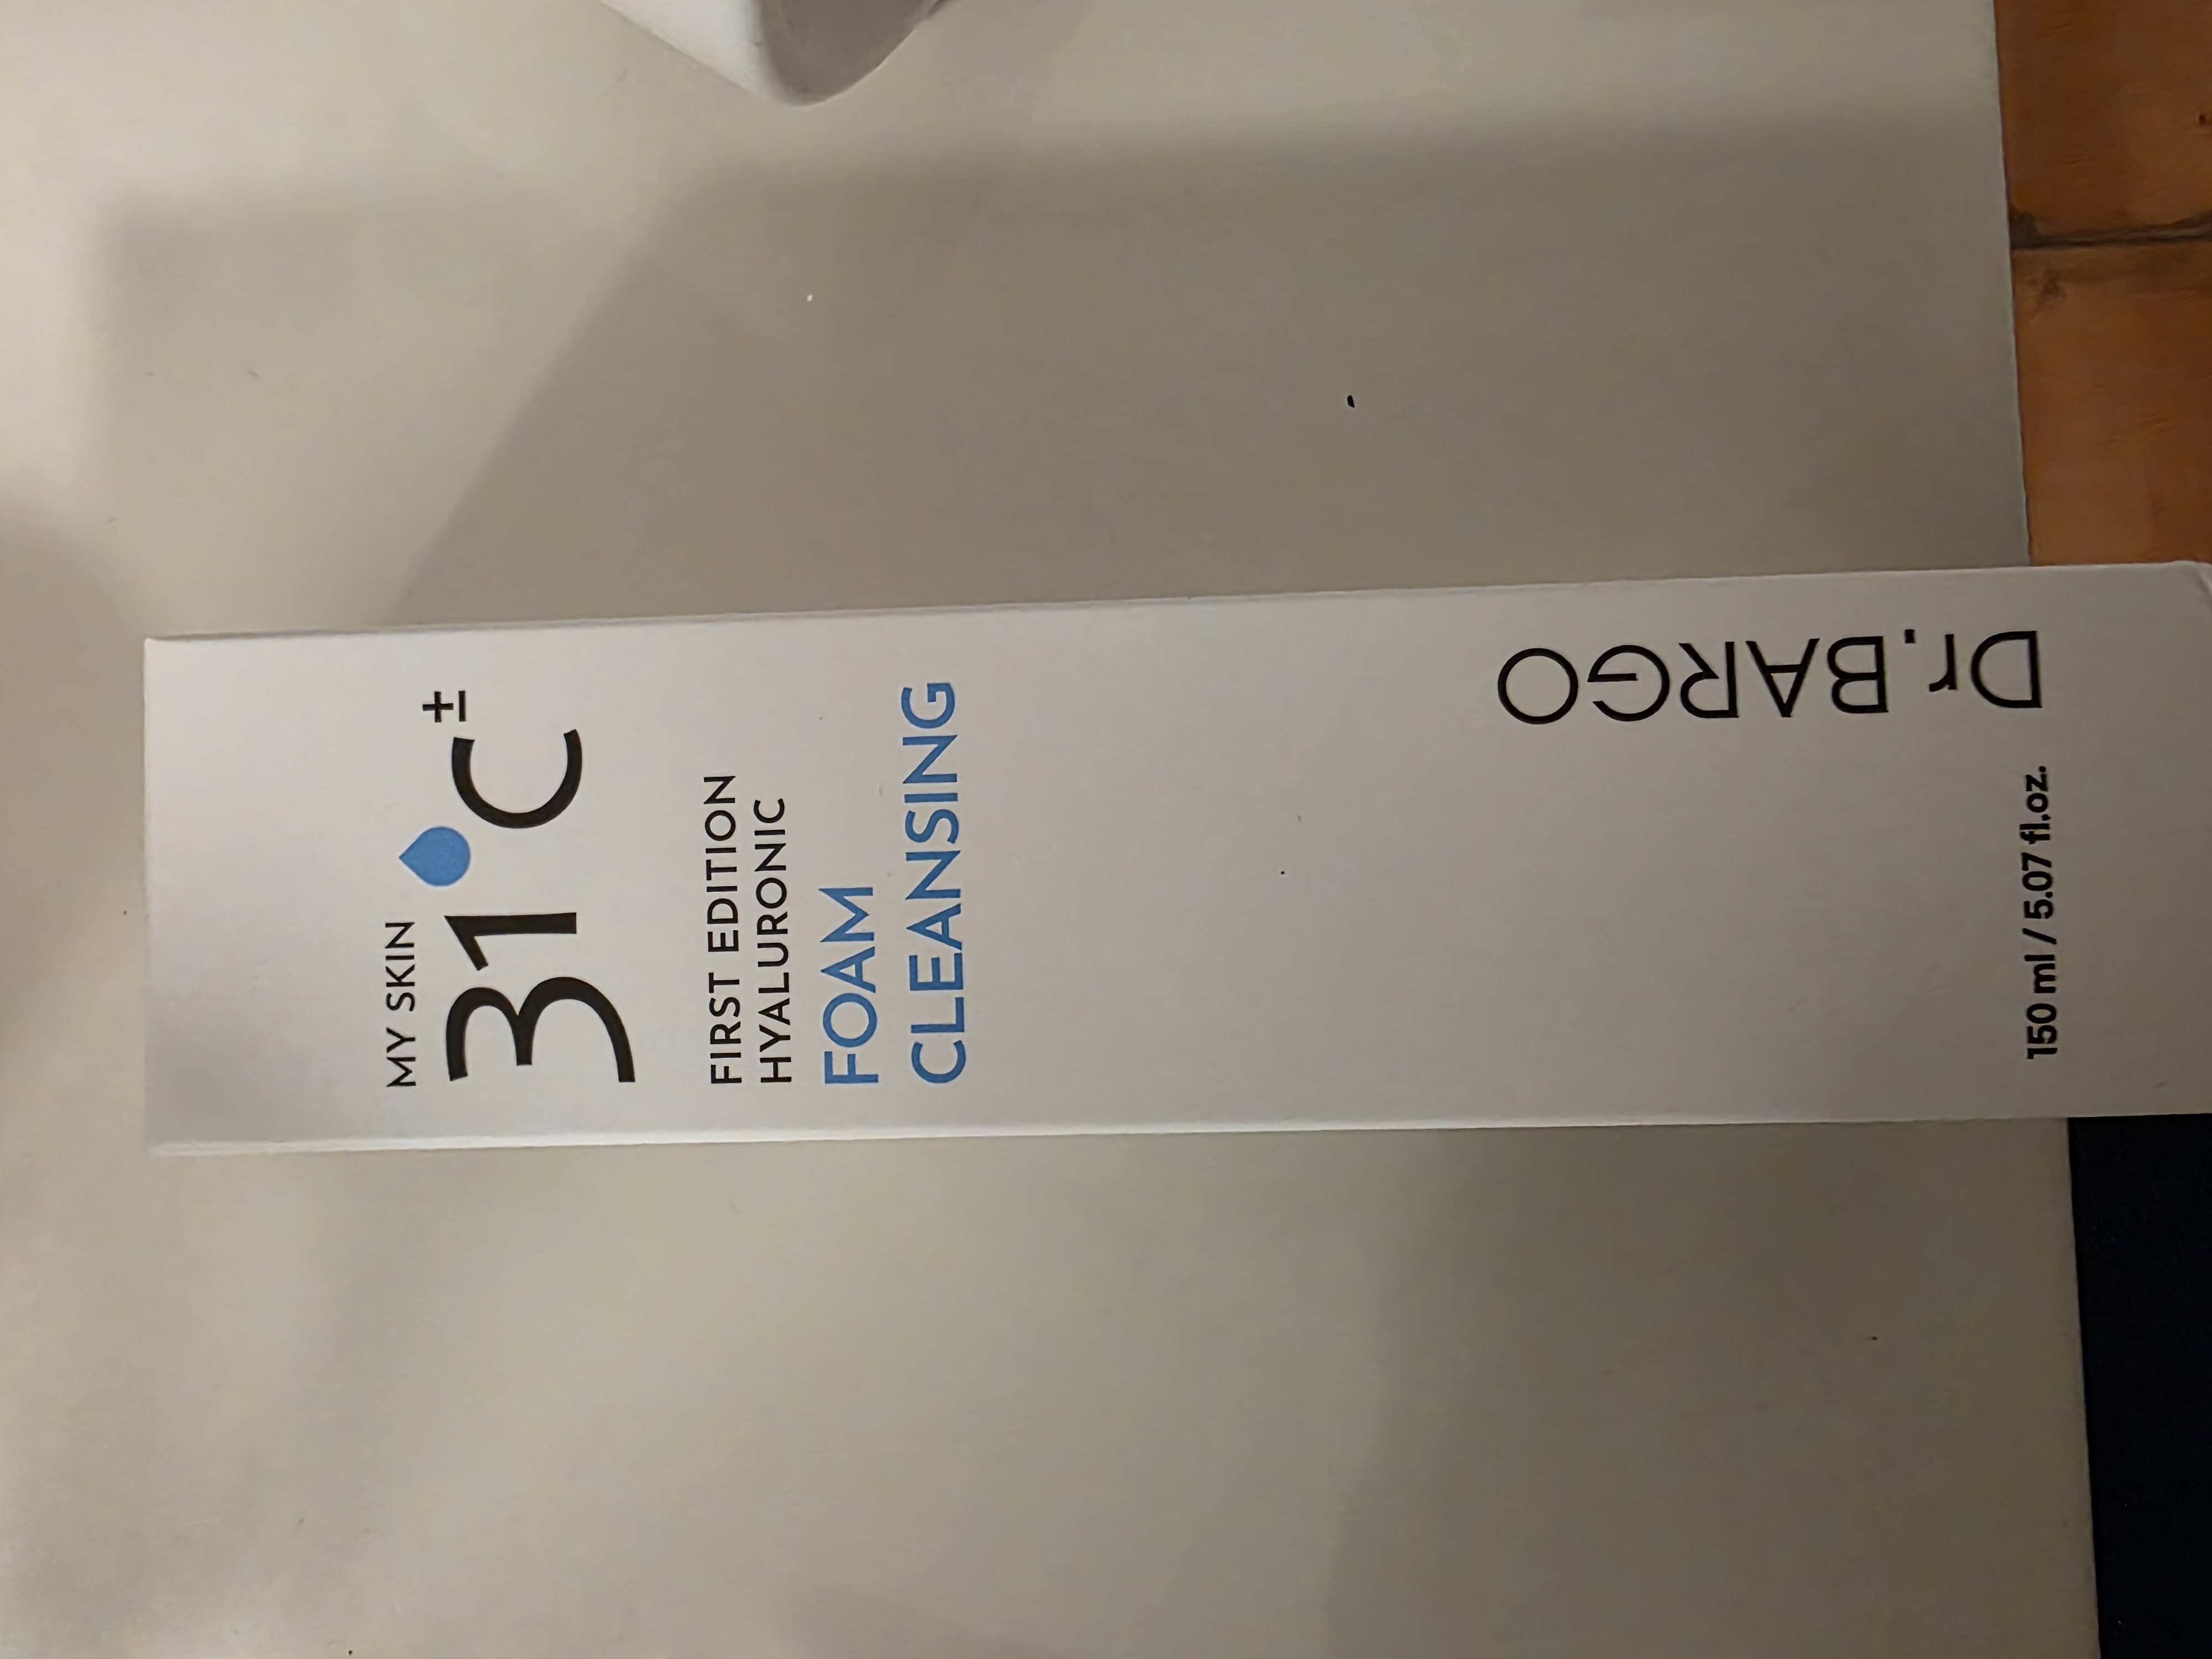 MY SKIN
31°C±
FIRST EDITION
HYALURONIC
FOAM
CLEANSING
Dr.BARGO
150 ml / 5.07 fl.oz.